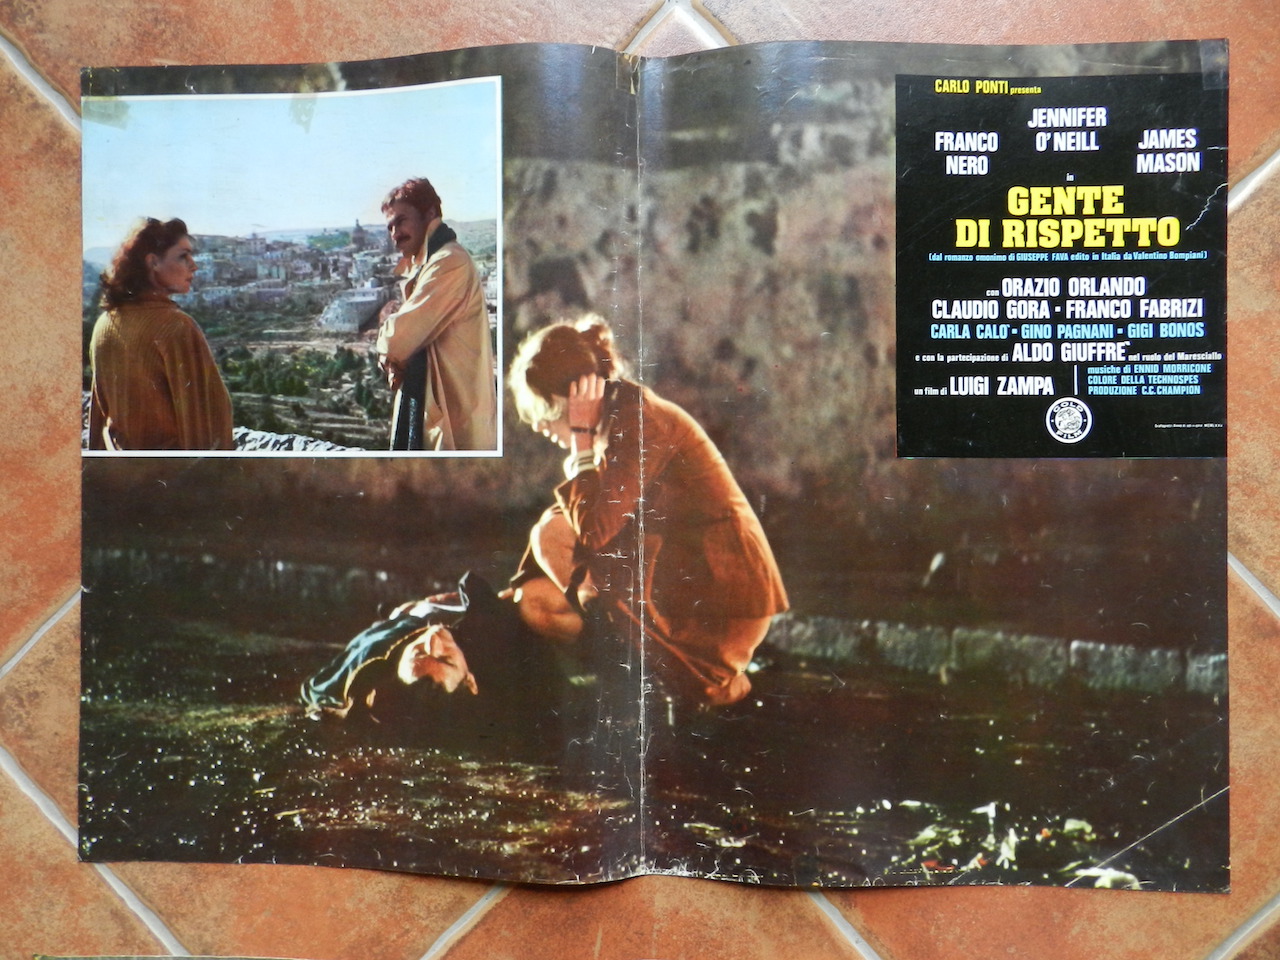 CARLO PONTI presenta
JENNIFER
O'NEILL
FRANCO
NERO
JAMES
MASON
in
GENTE
DI RISPETTO
(dal romanzo omonimo di GIUSEPPE FAVA edito in Italia da Valentino Bompiani)
con ORAZIO ORLANDO
CLAUDIO GORA · FRANCO FABRIZI
CARLA CALO' · GINO PAGNANI · GIGI BONOS
e con la partecipazione di ALDO GIUFFRE' nel ruolo del Maresciallo
un film di LUIGI ZAMPA
musiche di ENNIO MORRICONE
COLORE DELLA TECHNOSPES
PRODUZIONE C.C. CHAMPION
GOLD
FILM